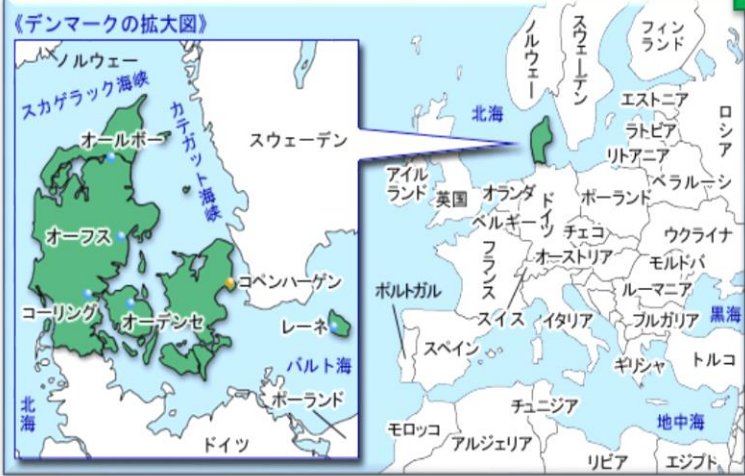 《デンマークの拡大図》
ノルウェー
スカゲラック海峡
カテガット海峡
オールボー
スウェーデン
オーフス
コペンハーゲン
コーリング
オーデンセ
レーネ
バルト海
北海
ポーランド
ドイツ
ノルウェー
スウェーデン
フィン
ランド
北海
エストニア
ロシア
ラトビア
リトアニア
アイル
ランド
英国
オランダ
ドイツ
ポーランド
ベラルーシ
ベルギー
チェコ
ウクライナ
フランス
オーストリア
モルドバ
ルーマニア
ポルトガル
スイス
イタリア
ブルガリア
黒海
スペイン
ギリシャ
トルコ
チュニジア
地中海
モロッコ
アルジェリア
リビア
エジプト